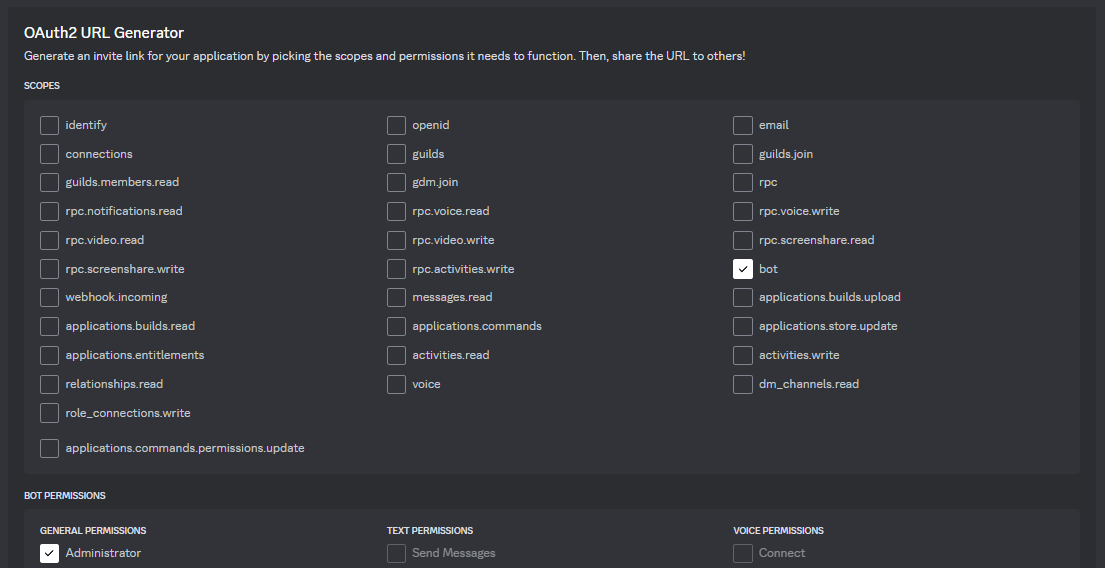 OAuth2 URL Generator
Generate an invite link for your application by picking the scopes and permissions it needs to function. Then, share the URL to others!
SCOPES
identify openid email
connections guilds guilds.join
guilds.members.read gdm.join rpc
rpc.notifications.read rpc.voice.read rpc.voice.write
rpc.video.read rpc.video.write rpc.screenshare.read
rpc.screenshare.write rpc.activities.write bot
webhook.incoming messages.read applications.builds.upload
applications.builds.read applications.commands applications.store.update
applications.entitlements activities.read activities.write
relationships.read voice dm_channels.read
role_connections.write
applications.commands.permissions.update
BOT PERMISSIONS
GENERAL PERMISSIONS TEXT PERMISSIONS VOICE PERMISSIONS
Administrator Send Messages Connect